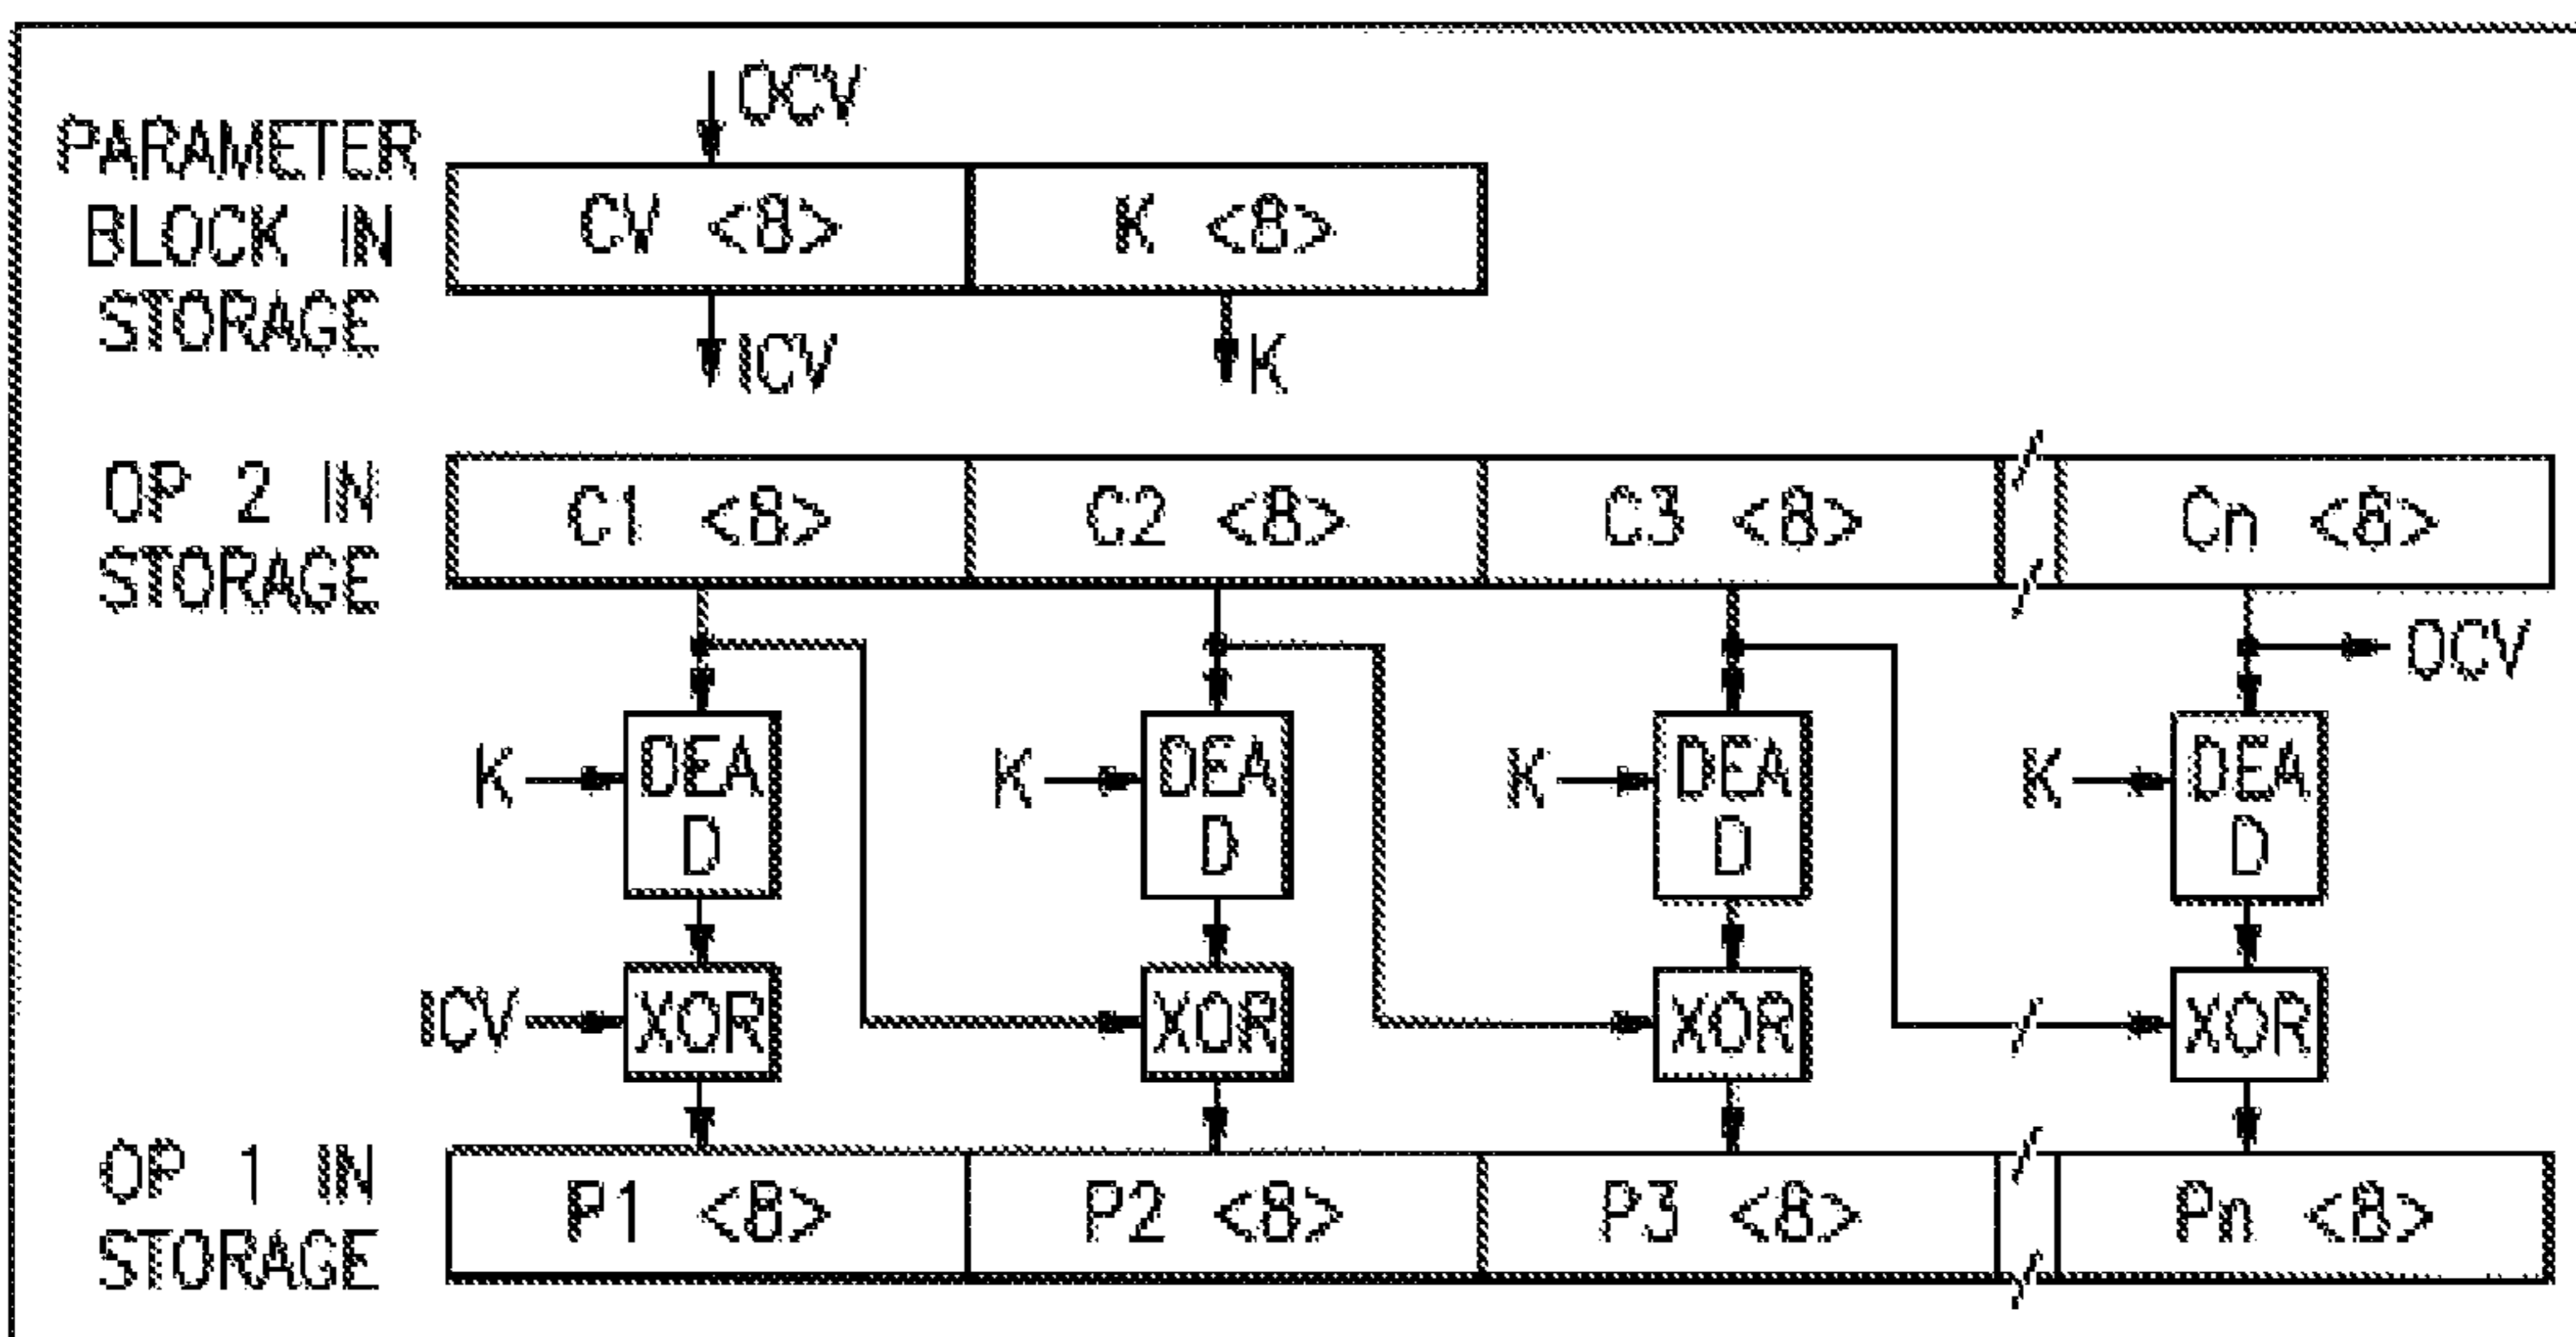 OCV
PARAMETER
BLOCK IN
STORAGE
CV <8> K <8>
ICV K
OP 2 IN
STORAGE
C1 <8> C2 <8> C3 <8> Cn <8>
OCV
K DEA K DEA K DEA K DEA
D D D D
ICV XOR XOR XOR XOR
OP 1 IN
STORAGE
P1 <8> P2 <8> P3 <8> Pn <8>